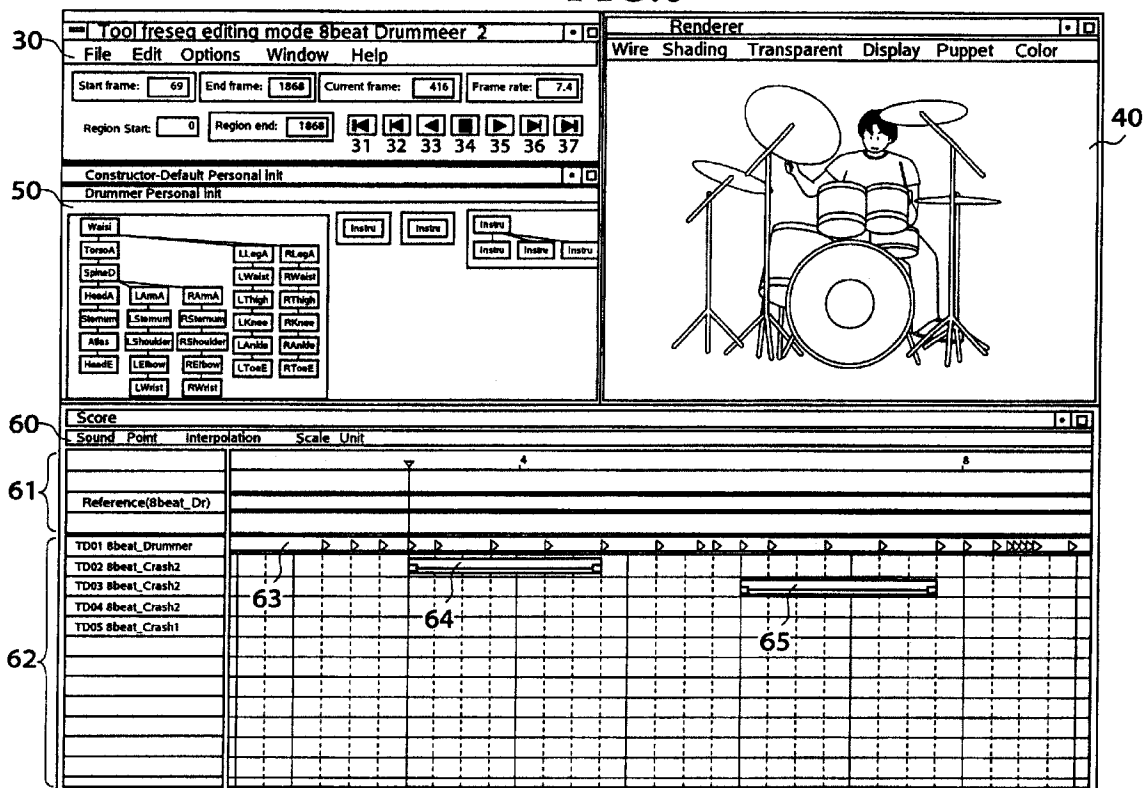 Tool freseq editing mode 8beat Drummeer 2
30
File Edit Options Window Help
Start frame: 69 End frame: 1868 Current frame: 416 Frame rate: 7.4
Region Start: 0 Region end: 1868
31 32 33 34 35 36 37
Renderer
Wire Shading Transparent Display Puppet Color
40
Constructor-Default Personal init
50
Drummer Personal init
Waisi
TorsoA
SpineD
HeadA LArmA RArmA
Sternum LSternum RSternum
Atlas LShoulder RShoulder
HeadE LElbow RElbow
LWrist RWrist
LLegA RLegA
LWaist RWaist
LThigh RThigh
LKnee RKnee
LAnkle RAnkle
LToeE RToeE
Instru Instru Instru
Instru Instru Instru
Score
60
Sound Point Interpolation Scale Unit
4 8
61
Reference(8beat_Dr)
TD01 8beat_Drummer
TD02 8beat_Crash2
TD03 8beat_Crash2
TD04 8beat_Crash2
TD05 8beat_Crash1
62
63
64
65